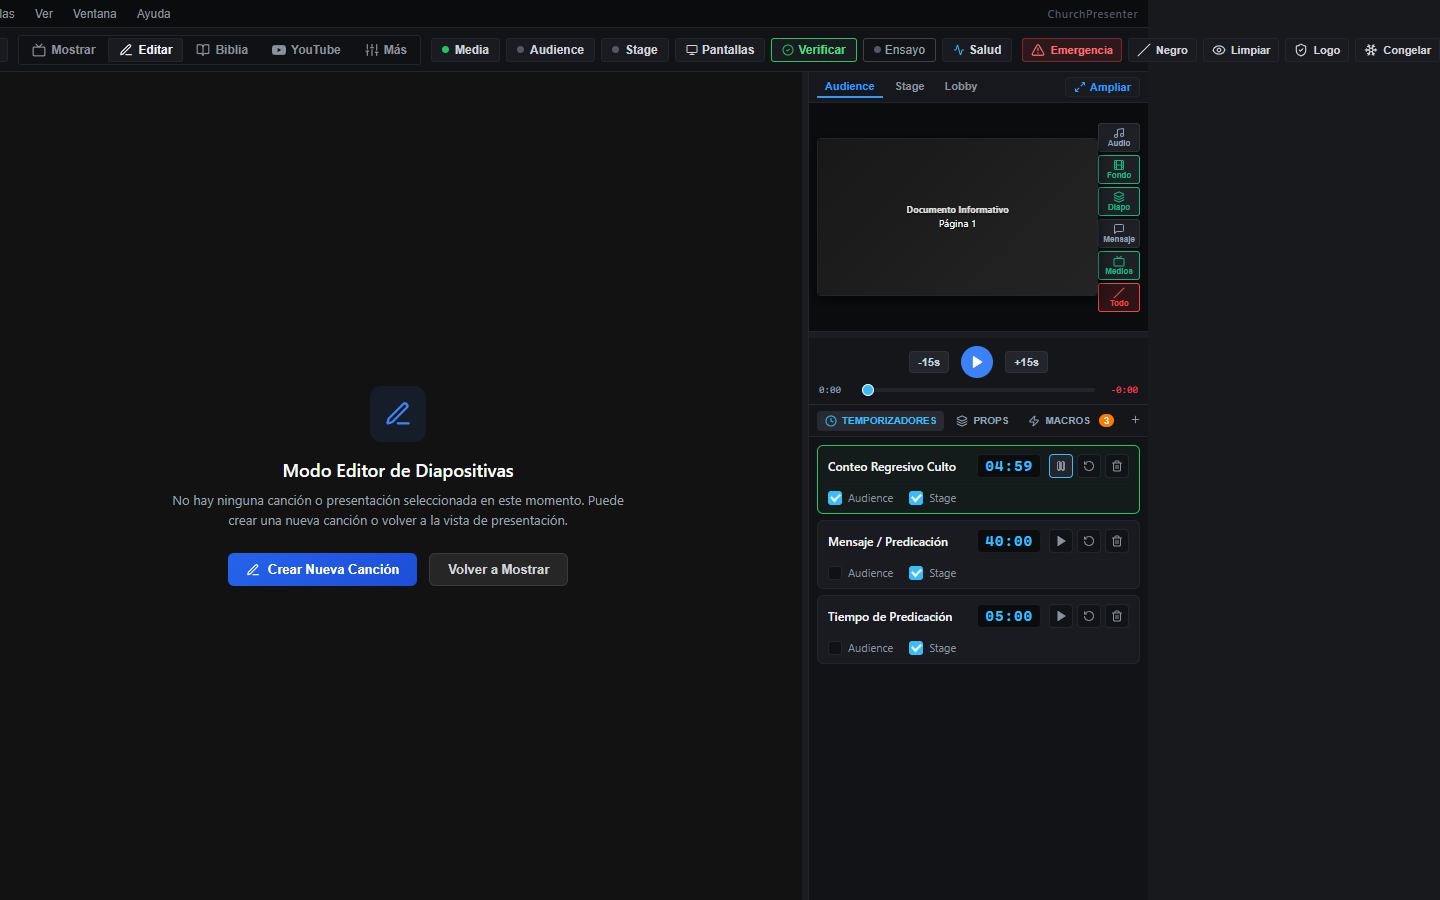 las Ver Ventana Ayuda ChurchPresenter
Mostrar Editar Biblia YouTube Más Media Audience Stage Pantallas Verificar Ensayo Salud Emergencia Negro Limpiar Logo Congelar
Audience Stage Lobby Ampliar
Audio
Fondo
Diapo
Mensaje
Medios
Todo
Documento Informativo
Página 1
-15s +15s
0:00 -0:00
TEMPORIZADORES PROPS MACROS 3 +
Conteo Regresivo Culto 04:59
Audience Stage
Mensaje / Predicación 40:00
Audience Stage
Tiempo de Predicación 05:00
Audience Stage
Modo Editor de Diapositivas
No hay ninguna canción o presentación seleccionada en este momento. Puede
crear una nueva canción o volver a la vista de presentación.
Crear Nueva Canción Volver a Mostrar